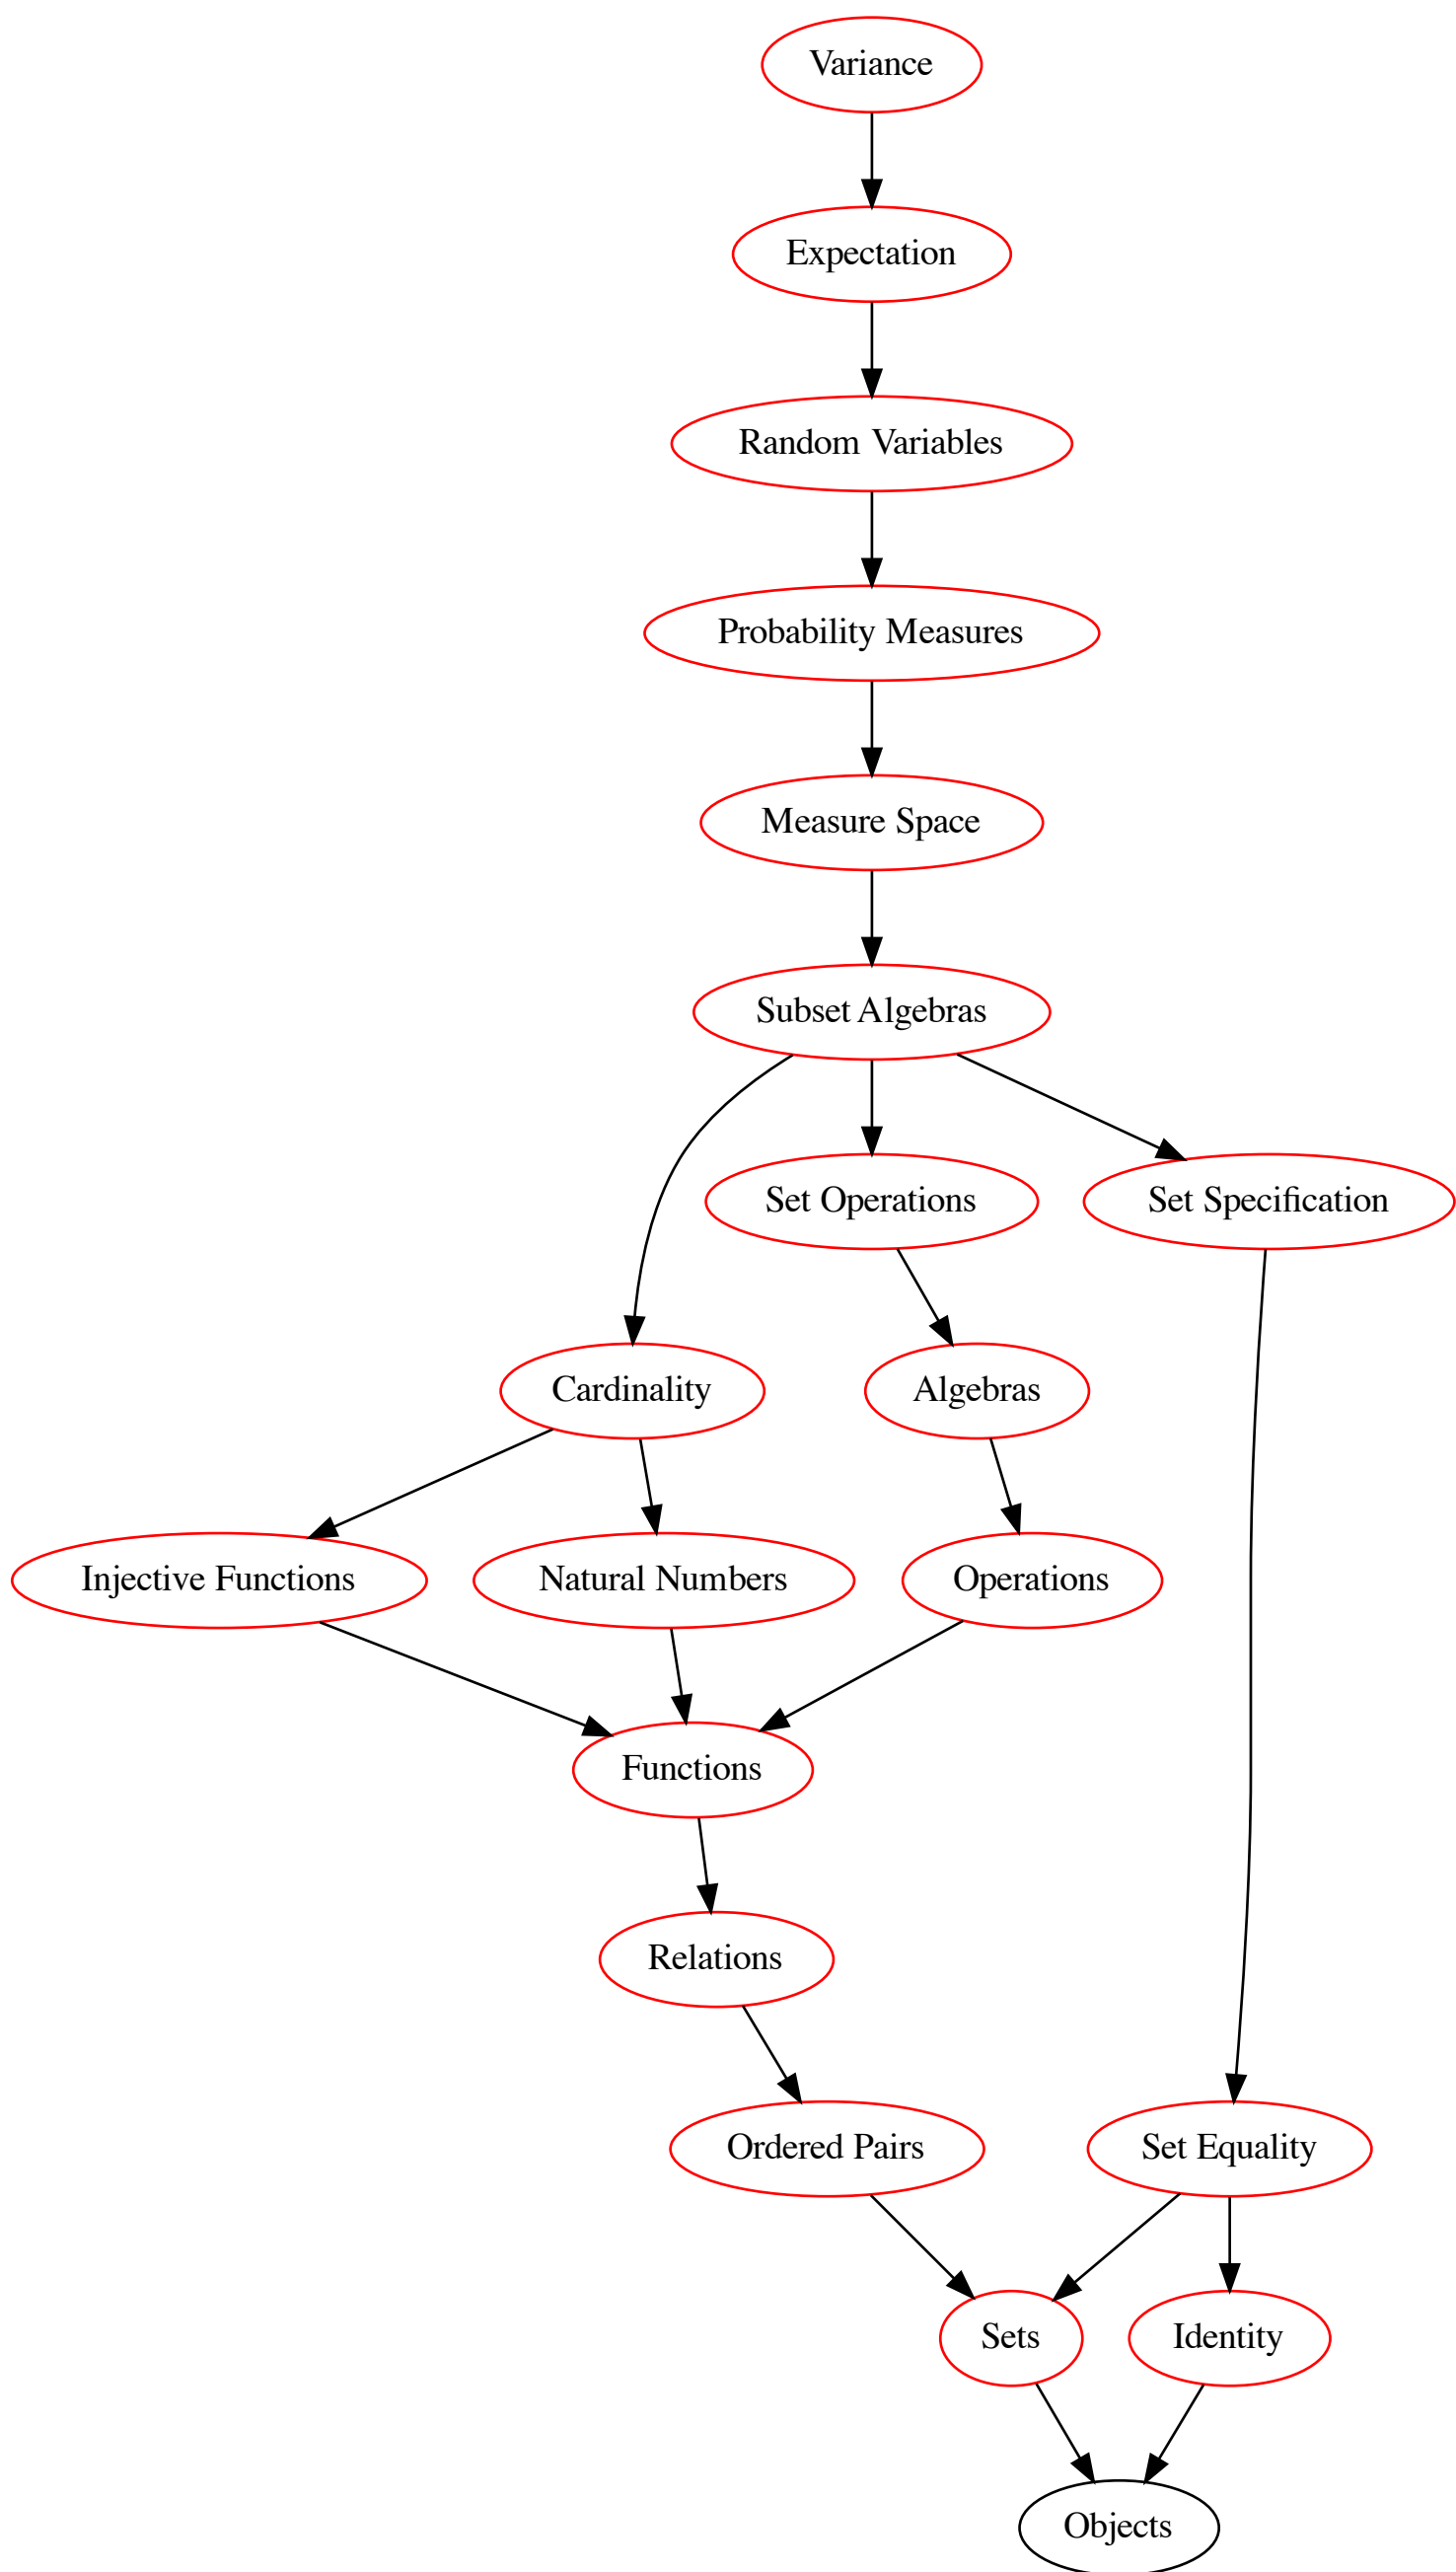 Variance
Expectation
Random Variables
Probability Measures
Measure Space
Subset Algebras
Set Operations
Set Specification
Cardinality
Algebras
Injective Functions
Natural Numbers
Operations
Functions
Relations
Ordered Pairs
Set Equality
Sets
Identity
Objects